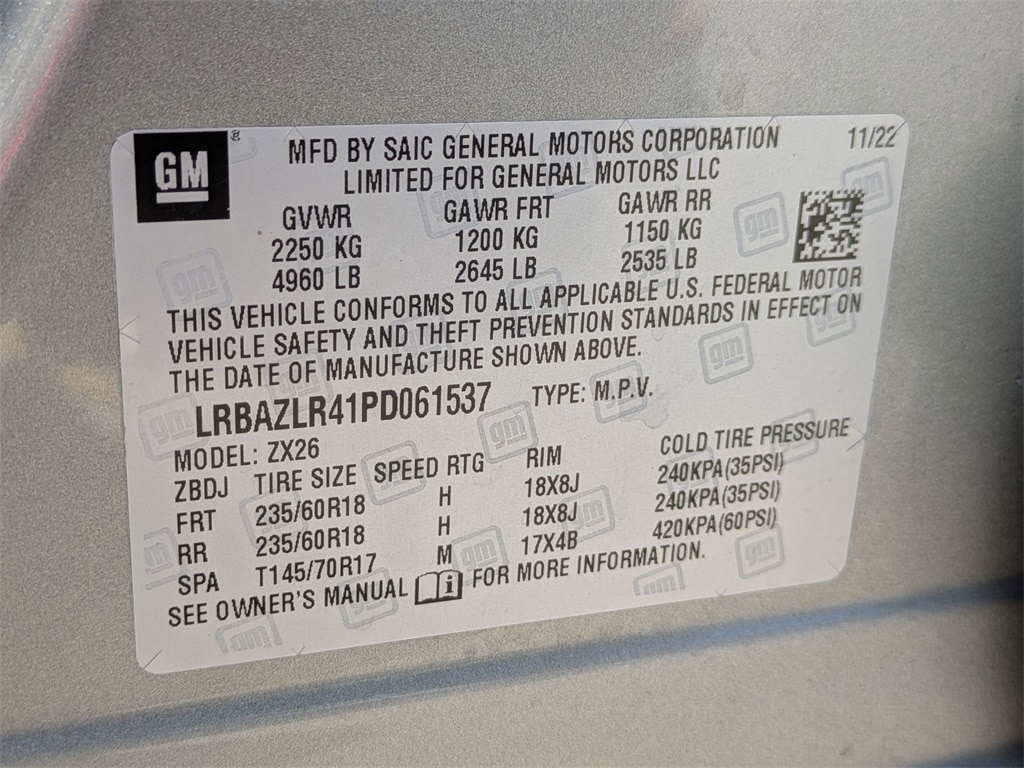 GM
MFD BY SAIC GENERAL MOTORS CORPORATION 11/22
LIMITED FOR GENERAL MOTORS LLC
GVWR GAWR FRT GAWR RR
2250 KG 1200 KG 1150 KG
4960 LB 2645 LB 2535 LB
THIS VEHICLE CONFORMS TO ALL APPLICABLE U.S. FEDERAL MOTOR
VEHICLE SAFETY AND THEFT PREVENTION STANDARDS IN EFFECT ON
THE DATE OF MANUFACTURE SHOWN ABOVE.
LRBAZLR41PD061537 TYPE: M.P.V.
MODEL: ZX26
ZBDJ TIRE SIZE SPEED RTG RIM COLD TIRE PRESSURE
FRT 235/60R18 H 18X8J 240KPA(35PSI)
RR 235/60R18 H 18X8J 240KPA(35PSI)
SPA T145/70R17 M 17X4B 420KPA(60PSI)
SEE OWNER'S MANUAL FOR MORE INFORMATION.